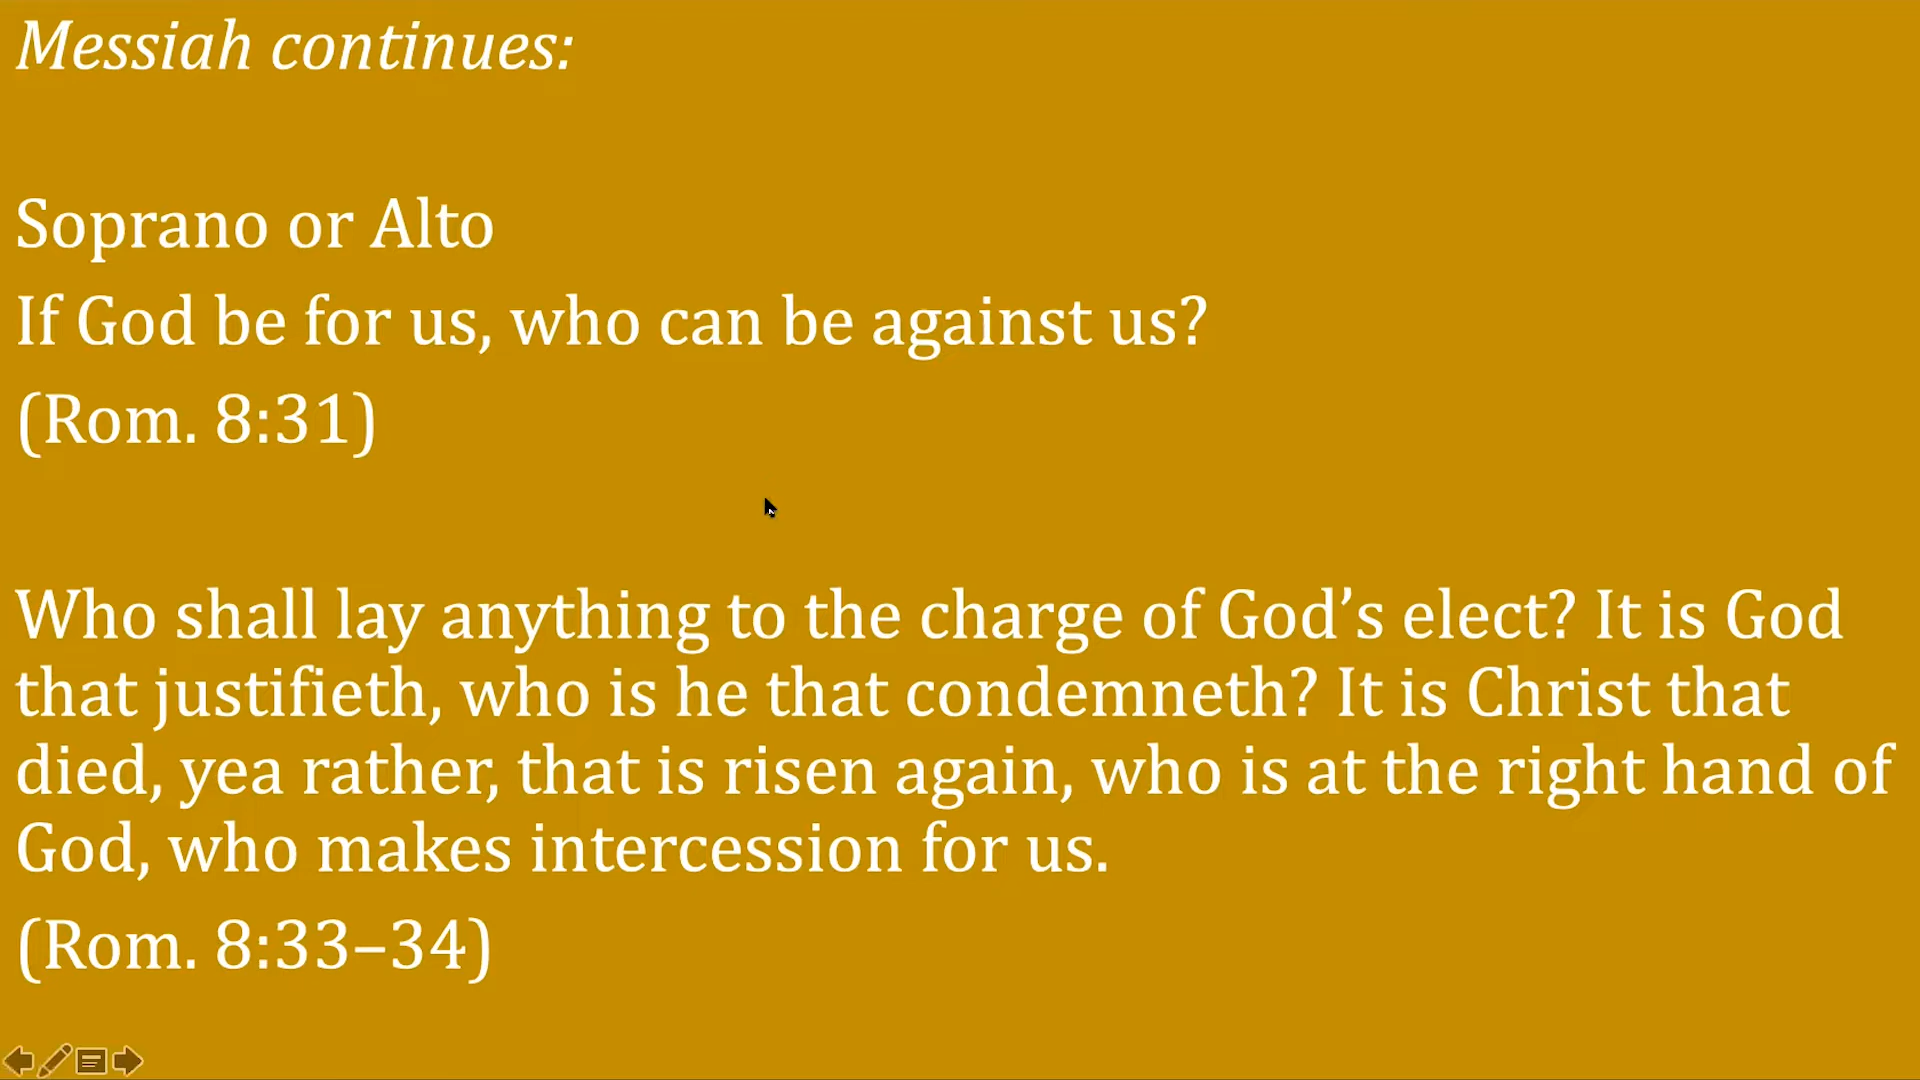 Messiah continues:
Soprano or Alto
If God be for us, who can be against us?
(Rom. 8:31)
Who shall lay anything to the charge of God’s elect? It is God
that justifieth, who is he that condemneth? It is Christ that
died, yea rather, that is risen again, who is at the right hand of
God, who makes intercession for us.
(Rom. 8:33–34)